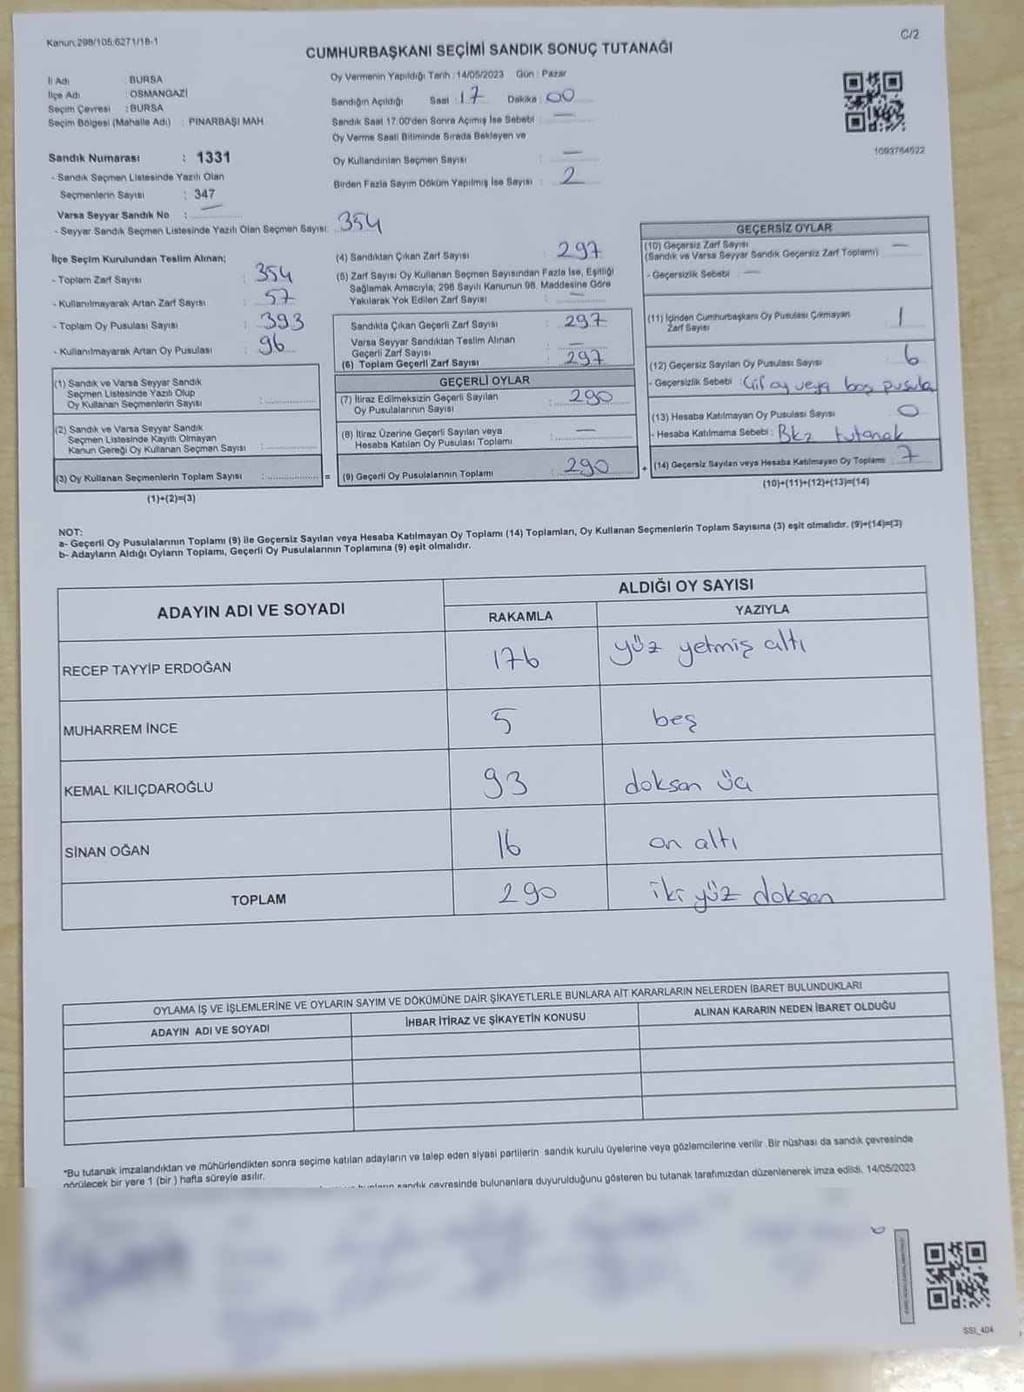 Kanun:298/105,6271/18-1
C/2
CUMHURBAŞKANI SEÇİMİ SANDIK SONUÇ TUTANAĞI
İl Adı : BURSA
İlçe Adı : OSMANGAZİ
Seçim Çevresi : BURSA
Seçim Bölgesi (Mahalle Adı) : PINARBAŞI MAH.
Sandık Numarası : 1331
- Sandık Seçmen Listesinde Yazılı Olan
Seçmenlerin Sayısı : 347
Varsa Seyyar Sandık No : —
- Seyyar Sandık Seçmen Listesinde Yazılı Olan Seçmen Sayısı: 354
Oy Vermenin Yapıldığı Tarih : 14/05/2023 Gün : Pazar
Sandığın Açıldığı Saat : 17 Dakika : 00
Sandık Saat 17.00'den Sonra Açılmış İse Sebebi : —
Oy Verme Saati Bitiminde Sırada Bekleyen ve
Oy Kullandırılan Seçmen Sayısı : —
Birden Fazla Sayım Döküm Yapılmış İse Sayısı : 2
1093764522
İlçe Seçim Kurulundan Teslim Alınan;
- Toplam Zarf Sayısı : 354
- Kullanılmayarak Artan Zarf Sayısı : 57
- Toplam Oy Pusulası Sayısı : 393
- Kullanılmayarak Artan Oy Pusulası : 96
(1) Sandık ve Varsa Seyyar Sandık
Seçmen Listesinde Yazılı Olup
Oy Kullanan Seçmenlerin Sayısı :
(2) Sandık ve Varsa Seyyar Sandık
Seçmen Listesinde Kayıtlı Olmayan
Kanun Gereği Oy Kullanan Seçmen Sayısı :
(3) Oy Kullanan Seçmenlerin Toplam Sayısı :
(1)+(2)=(3)
(4) Sandıktan Çıkan Zarf Sayısı : 297
(5) Zarf Sayısı Oy Kullanan Seçmen Sayısından Fazla İse, Eşitliği
Sağlamak Amacıyla; 298 Sayılı Kanunun 98. Maddesine Göre
Yakılarak Yok Edilen Zarf Sayısı : —
Sandıkta Çıkan Geçerli Zarf Sayısı : 297
Varsa Seyyar Sandıktan Teslim Alınan
Geçerli Zarf Sayısı : —
(6) Toplam Geçerli Zarf Sayısı : 297
GEÇERLİ OYLAR
(7) İtiraz Edilmeksizin Geçerli Sayılan
Oy Pusulalarının Sayısı : 290
(8) İtiraz Üzerine Geçerli Sayılan veya
Hesaba Katılan Oy Pusulası Toplamı : —
= (9) Geçerli Oy Pusulalarının Toplamı : 290
GEÇERSİZ OYLAR
(10) Geçersiz Zarf Sayısı : —
(Sandık ve Varsa Seyyar Sandık Geçersiz Zarf Toplamı)
- Geçersizlik Sebebi : —
(11) İçinden Cumhurbaşkanı Oy Pusulası Çıkmayan
Zarf Sayısı : 1
(12) Geçersiz Sayılan Oy Pusulası Sayısı : 6
- Geçersizlik Sebebi : Çift oy veya boş pusula
(13) Hesaba Katılmayan Oy Pusulası Sayısı : 0
- Hesaba Katılmama Sebebi : Bkz tutanak
+ (14) Geçersiz Sayılan veya Hesaba Katılmayan Oy Toplamı : 7
(10)+(11)+(12)+(13)=(14)
NOT:
a- Geçerli Oy Pusulalarının Toplamı (9) ile Geçersiz Sayılan veya Hesaba Katılmayan Oy Toplamı (14) Toplamları, Oy Kullanan Seçmenlerin Toplam Sayısına (3) eşit olmalıdır. (9)+(14)=(3)
b- Adayların Aldığı Oyların Toplamı, Geçerli Oy Pusulalarının Toplamına (9) eşit olmalıdır.
ADAYIN ADI VE SOYADI
ALDIĞI OY SAYISI
RAKAMLA YAZIYLA
RECEP TAYYİP ERDOĞAN 176 yüz yetmiş altı
MUHARREM İNCE 5 beş
KEMAL KILIÇDAROĞLU 93 doksan üç
SİNAN OĞAN 16 on altı
TOPLAM 290 iki yüz doksan
OYLAMA İŞ VE İŞLEMLERİNE VE OYLARIN SAYIM VE DÖKÜMÜNE DAİR ŞİKAYETLERLE BUNLARA AİT KARARLARIN NELERDEN İBARET BULUNDUKLARI
ADAYIN ADI VE SOYADI İHBAR İTİRAZ VE ŞİKAYETİN KONUSU ALINAN KARARIN NEDEN İBARET OLDUĞU
*Bu tutanak imzalandıktan ve mühürlendikten sonra seçime katılan adayların ve talep eden siyasi partilerin sandık kurulu üyelerine veya gözlemcilerine verilir. Bir nüshası da sandık çevresinde
görülecek bir yere 1 (bir) hafta süreyle asılır.
sandık çevresinde bulunanlara duyurulduğunu gösteren bu tutanak tarafımızdan düzenlenerek imza edildi. 14/05/2023
SSI_404